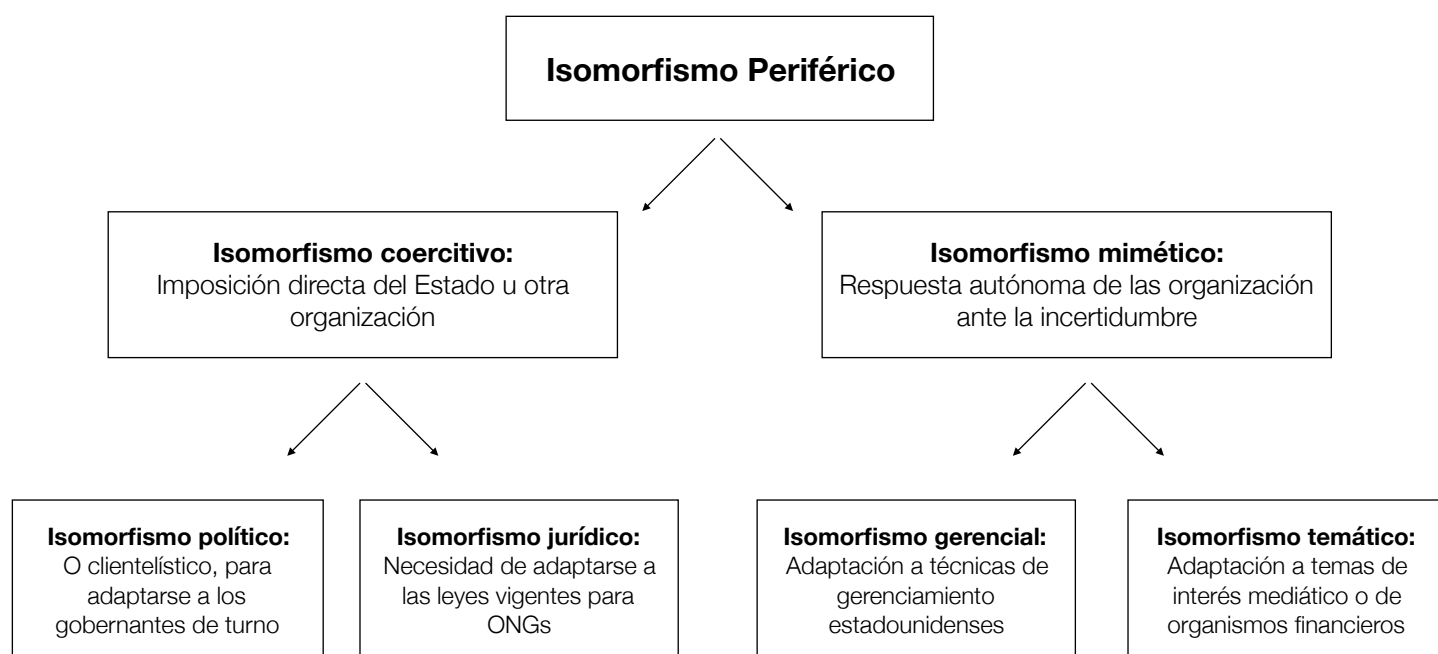 Isomorfismo Periférico
Isomorfismo coercitivo:
Imposición directa del Estado u otra
organización
Isomorfismo mimético:
Respuesta autónoma de las organización
ante la incertidumbre
Isomorfismo político:
O clientelístico, para
adaptarse a los
gobernantes de turno
Isomorfismo jurídico:
Necesidad de adaptarse a
las leyes vigentes para
ONGs
Isomorfismo gerencial:
Adaptación a técnicas de
gerenciamiento
estadounidenses
Isomorfismo temático:
Adaptación a temas de
interés mediático o de
organismos financieros